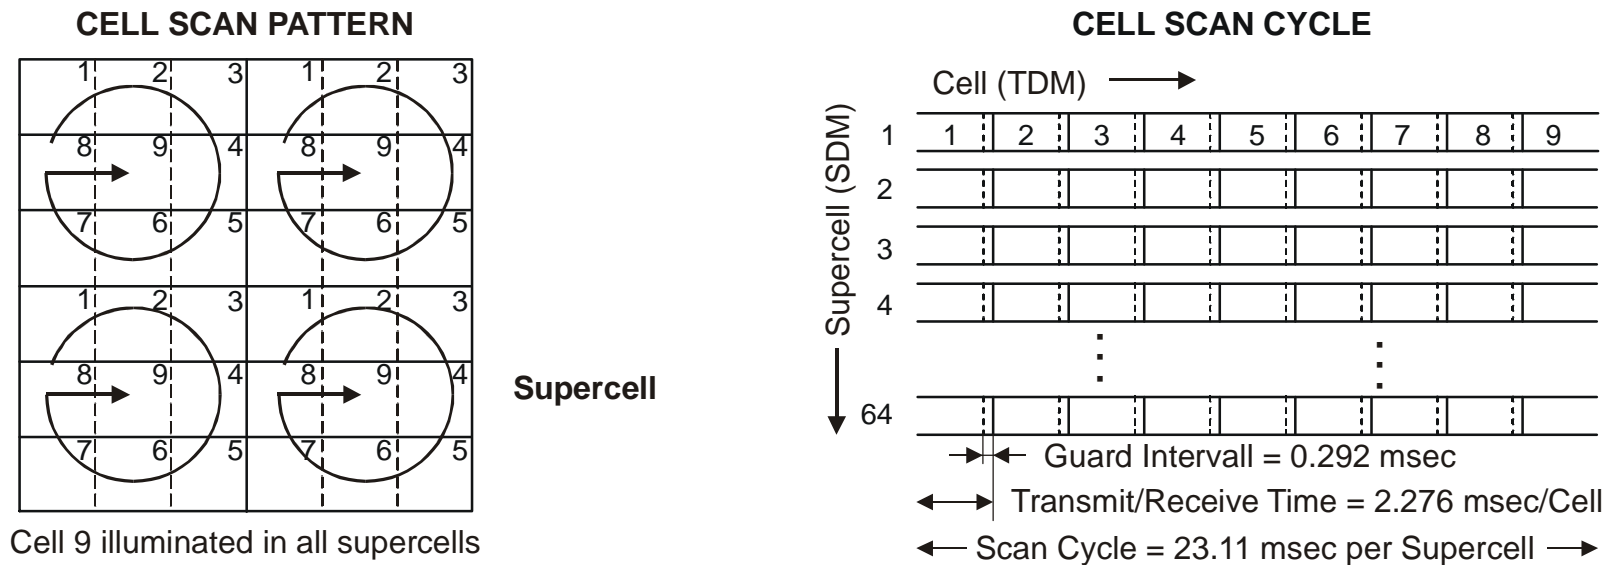 CELL SCAN PATTERN
1 2 3 1 2 3
8 9 4 8 9 4
7 6 5 7 6 5
1 2 3 1 2 3
8 9 4 8 9 4
7 6 5 7 6 5
Cell 9 illuminated in all supercells
Supercell
CELL SCAN CYCLE
Cell (TDM)
Supercell (SDM)
1 1 2 3 4 5 6 7 8 9
2
3
4
64
Guard Intervall = 0.292 msec
Transmit/Receive Time = 2.276 msec/Cell
Scan Cycle = 23.11 msec per Supercell